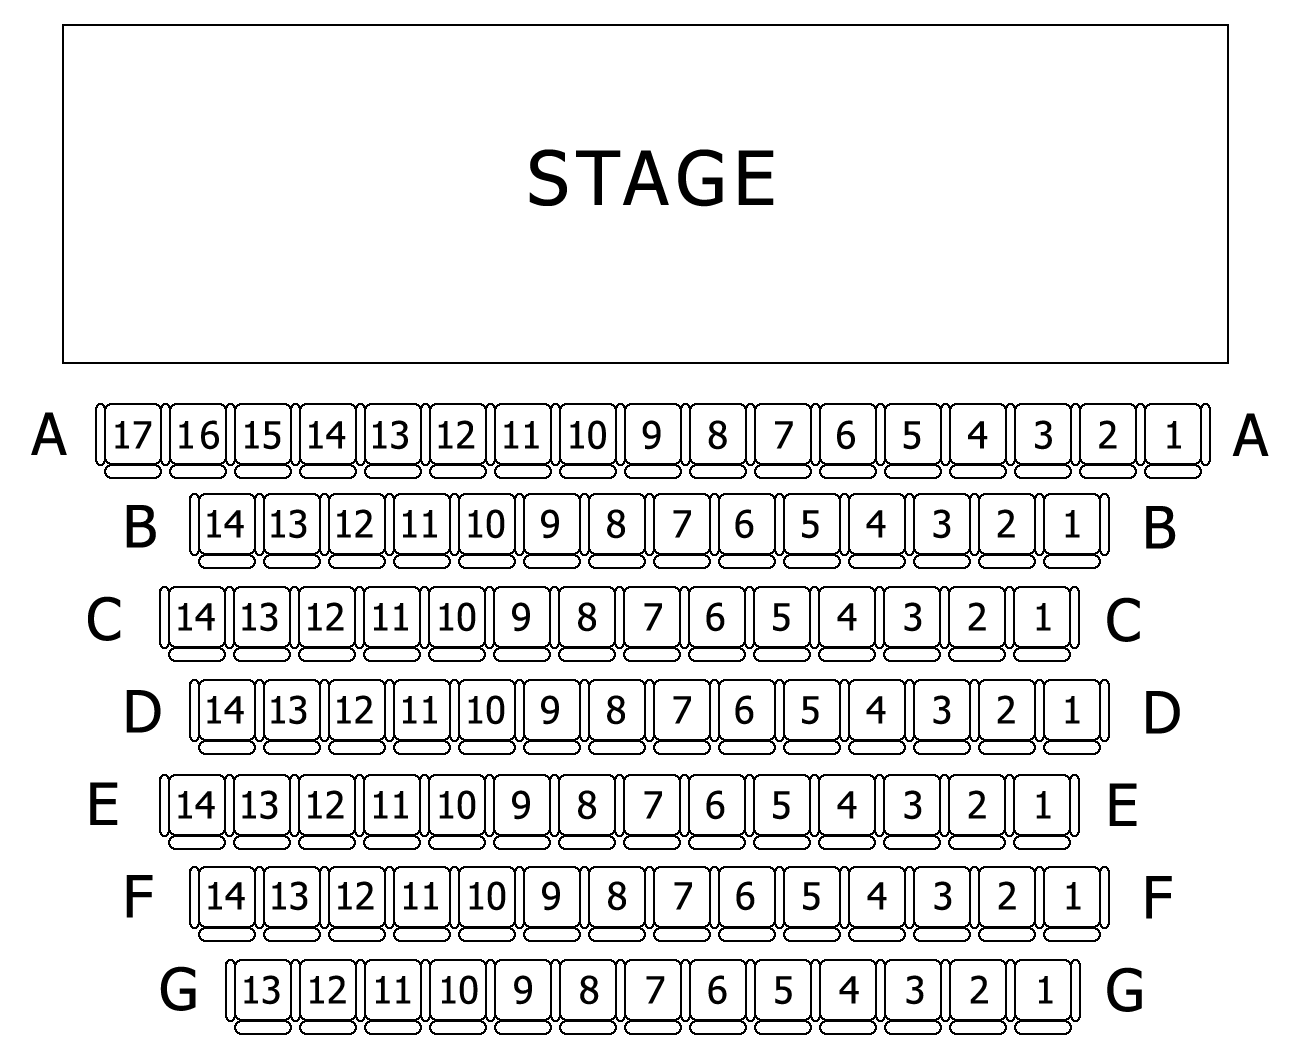 STAGE
A 17 16 15 14 13 12 11 10 9 8 7 6 5 4 3 2 1 A
B 14 13 12 11 10 9 8 7 6 5 4 3 2 1 B
C 14 13 12 11 10 9 8 7 6 5 4 3 2 1 C
D 14 13 12 11 10 9 8 7 6 5 4 3 2 1 D
E 14 13 12 11 10 9 8 7 6 5 4 3 2 1 E
F 14 13 12 11 10 9 8 7 6 5 4 3 2 1 F
G 13 12 11 10 9 8 7 6 5 4 3 2 1 G